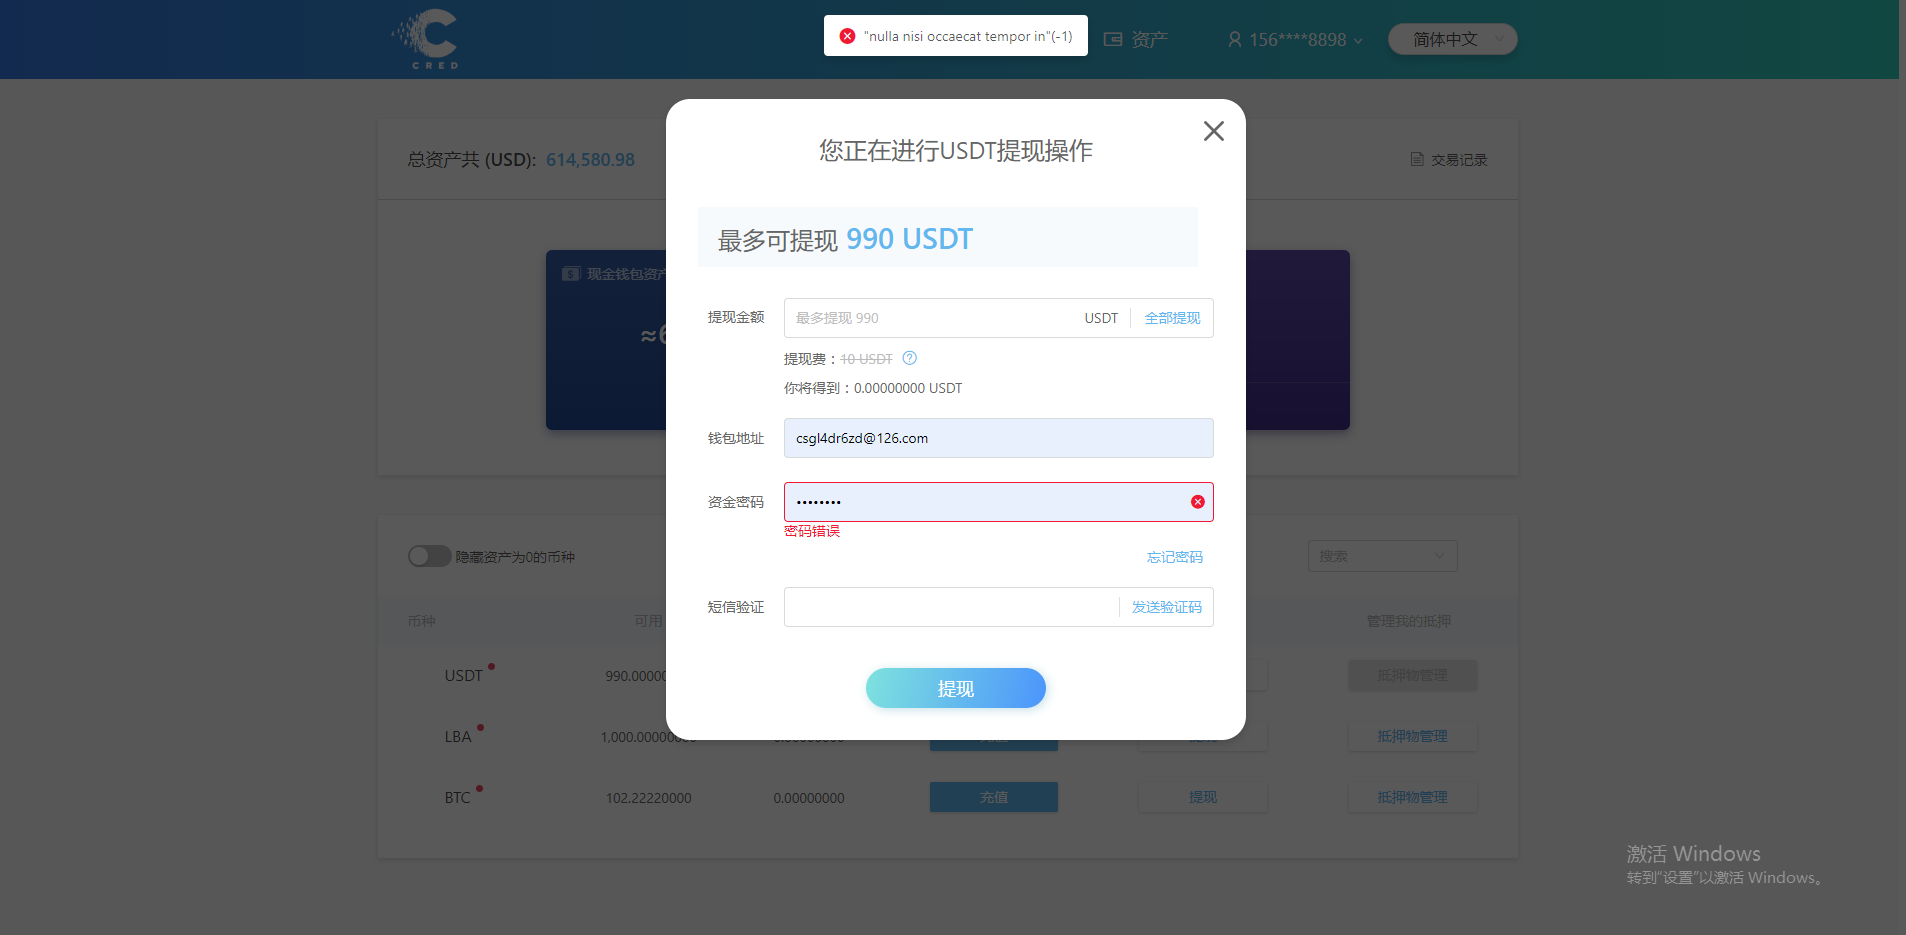 CRED
"nulla nisi occaecat tempor in"(-1)
资产
156****8898
简体中文
您正在进行USDT提现操作
总资产共 (USD): 614,580.98
交易记录
最多可提现 990 USDT
现金钱包资产
≈6
提现金额
最多提现 990
USDT
全部提现
提现费：10 USDT
你将得到：0.00000000 USDT
钱包地址
csgl4dr6zd@126.com
资金密码
••••••••
密码错误
忘记密码
隐藏资产为0的币种
搜索
短信验证
发送验证码
币种
可用
管理我的抵押
USDT
990.0000
抵押物管理
提现
LBA
1,000.00000000
抵押物管理
BTC
102.22220000
0.00000000
充值
提现
抵押物管理
激活 Windows
转到"设置"以激活 Windows。